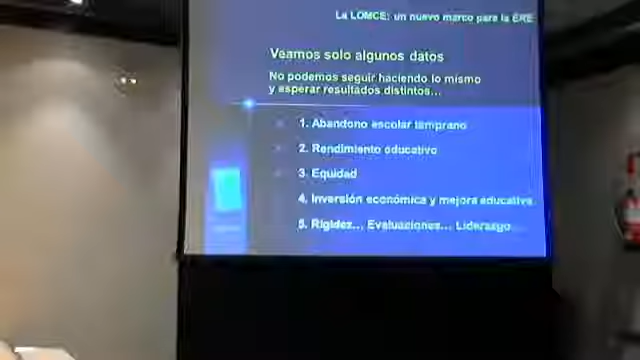 La LOMCE: un nuevo marco para la ERE
Veamos solo algunos datos
No podemos seguir haciendo lo mismo
y esperar resultados distintos...
1. Abandono escolar temprano
2. Rendimiento educativo
3. Equidad
4. Inversión económica y mejora educativa
5. Rigidez... Evaluaciones... Liderazgo...